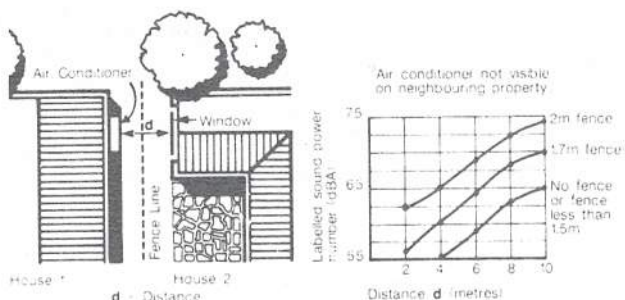 Air Conditioner
d
Window
Fence Line
House 1
House 2
d - Distance
Air conditioner not visible
on neighbouring property
Labelled sound power
number (dBA)
75
65
55
2m fence
1.7m fence
No fence
or fence
less than
1.5m
2 4 6 8 10
Distance d (metres)